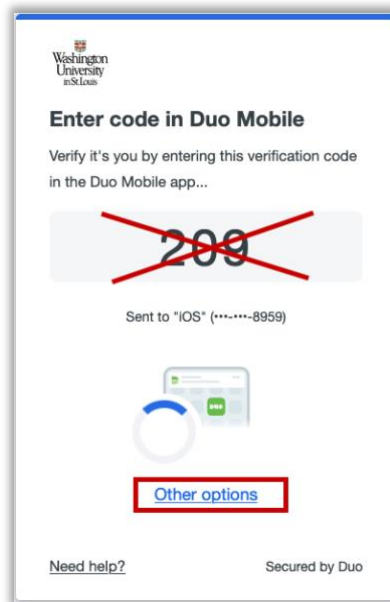 Washington
University
in St. Louis
Enter code in Duo Mobile
Verify it's you by entering this verification code
in the Duo Mobile app...
209
Sent to "iOS" (•••-•••-8959)
DUO
Other options
Need help? Secured by Duo